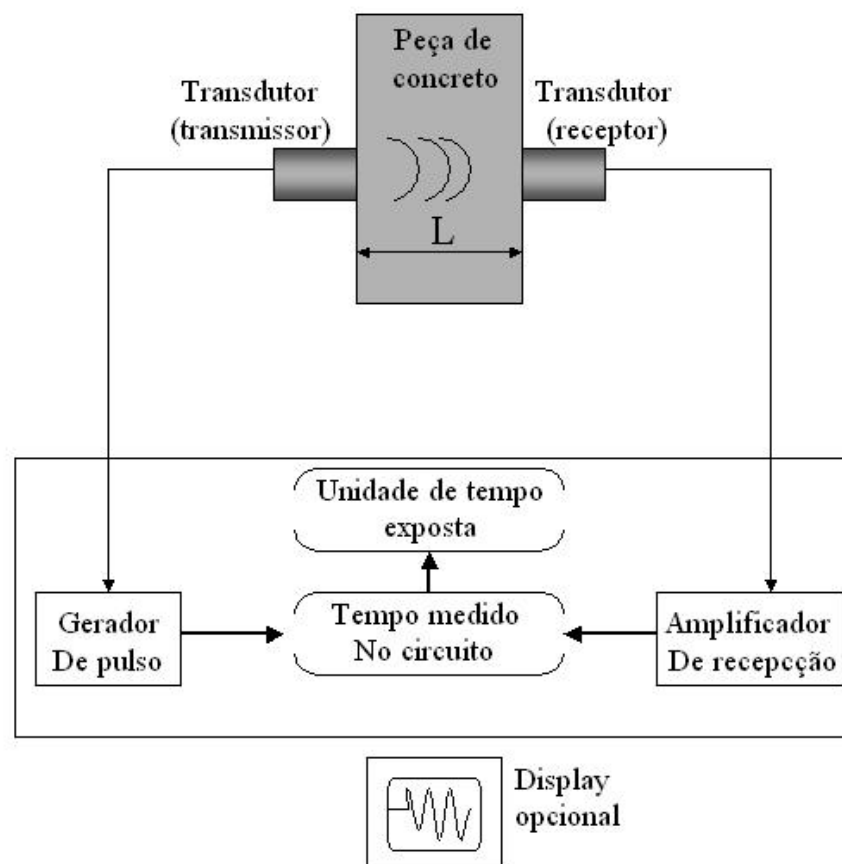 Peça de
concreto
Transdutor
(transmissor)
Transdutor
(receptor)
L
Unidade de tempo
exposta
Gerador
De pulso
Tempo medido
No circuito
Amplificador
De recepcção
Display
opcional